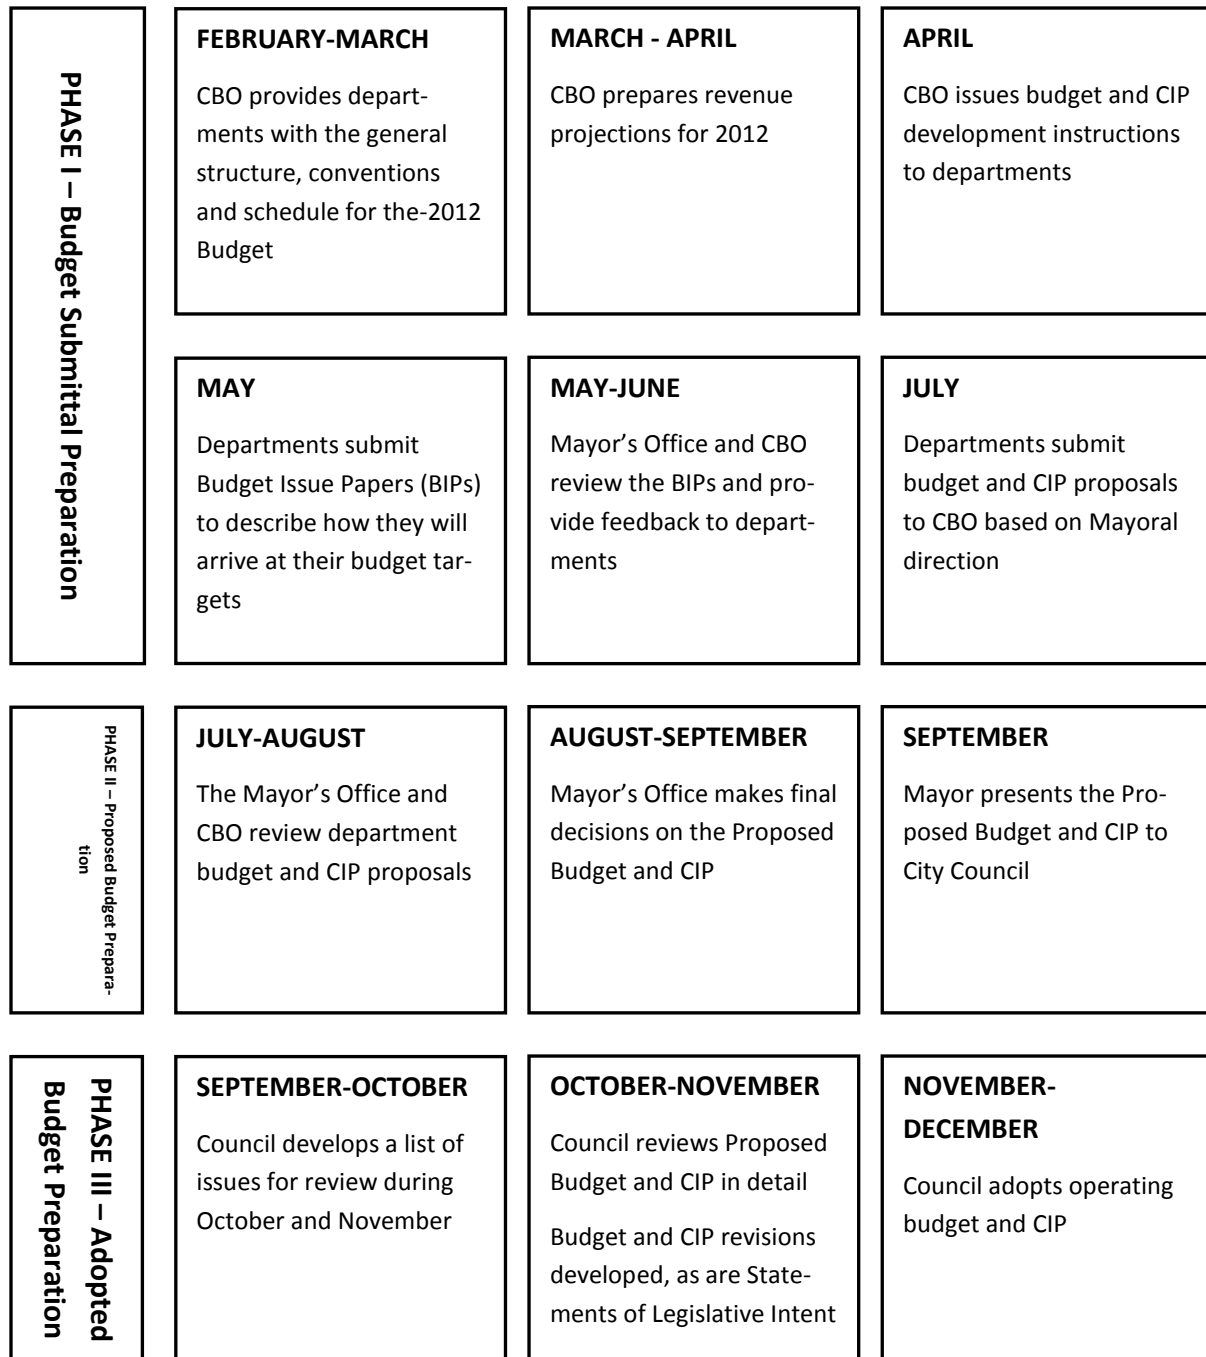 PHASE I – Budget Submittal Preparation
FEBRUARY-MARCH
CBO provides depart-
ments with the general
structure, conventions
and schedule for the-2012
Budget
MARCH - APRIL
CBO prepares revenue
projections for 2012
APRIL
CBO issues budget and CIP
development instructions
to departments
MAY
Departments submit
Budget Issue Papers (BIPs)
to describe how they will
arrive at their budget tar-
gets
MAY-JUNE
Mayor’s Office and CBO
review the BIPs and pro-
vide feedback to depart-
ments
JULY
Departments submit
budget and CIP proposals
to CBO based on Mayoral
direction
PHASE II – Proposed Budget Prepara-
tion
JULY-AUGUST
The Mayor’s Office and
CBO review department
budget and CIP proposals
AUGUST-SEPTEMBER
Mayor’s Office makes final
decisions on the Proposed
Budget and CIP
SEPTEMBER
Mayor presents the Pro-
posed Budget and CIP to
City Council
PHASE III – Adopted
Budget Preparation
SEPTEMBER-OCTOBER
Council develops a list of
issues for review during
October and November
OCTOBER-NOVEMBER
Council reviews Proposed
Budget and CIP in detail
Budget and CIP revisions
developed, as are State-
ments of Legislative Intent
NOVEMBER-
DECEMBER
Council adopts operating
budget and CIP